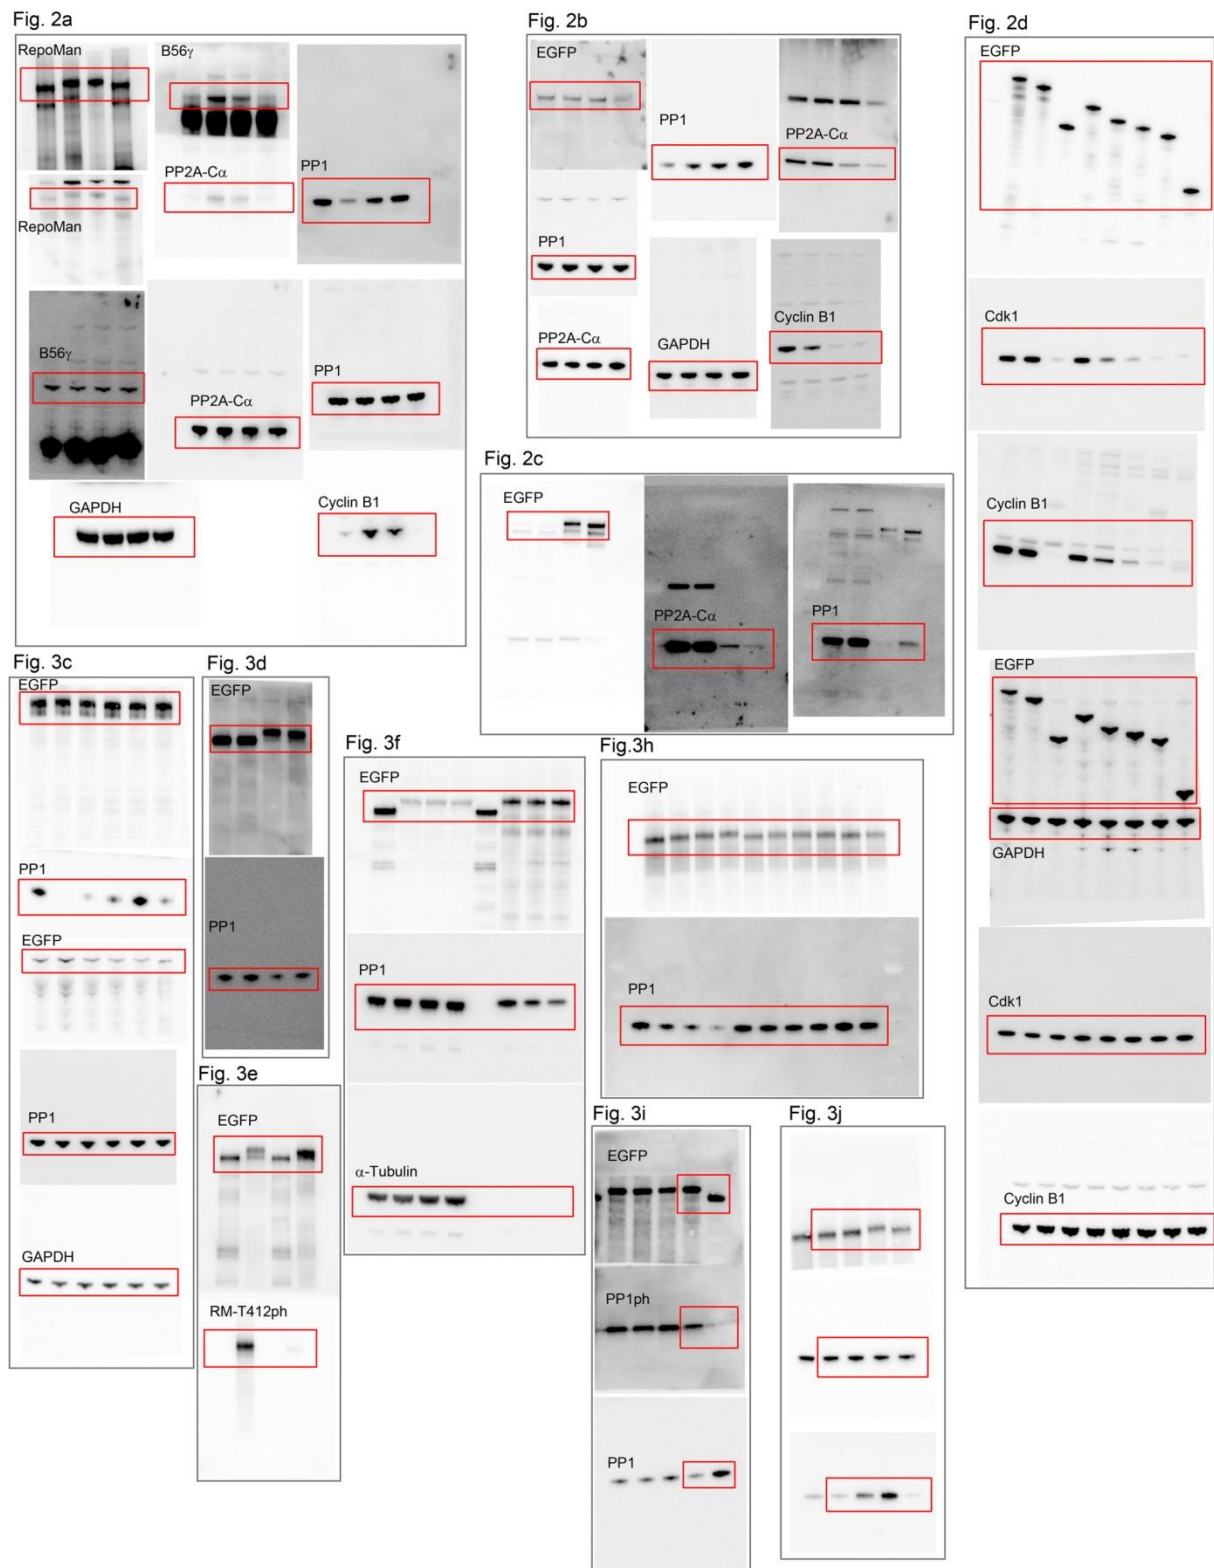 Fig. 2a
RepoMan
B56γ
PP2A-Cα
PP1
RepoMan
B56γ
PP2A-Cα
PP1
GAPDH
Cyclin B1
Fig. 2b
EGFP
PP1
PP2A-Cα
PP1
PP2A-Cα
GAPDH
Cyclin B1
Fig. 2c
EGFP
PP2A-Cα
PP1
Fig. 2d
EGFP
Cdk1
Cyclin B1
EGFP
GAPDH
Cdk1
Cyclin B1
Fig. 3c
EGFP
PP1
EGFP
PP1
GAPDH
Fig. 3d
EGFP
PP1
Fig. 3e
EGFP
RM-T412ph
Fig. 3f
EGFP
PP1
α-Tubulin
Fig.3h
EGFP
PP1
Fig. 3i
EGFP
PP1ph
PP1
Fig. 3j